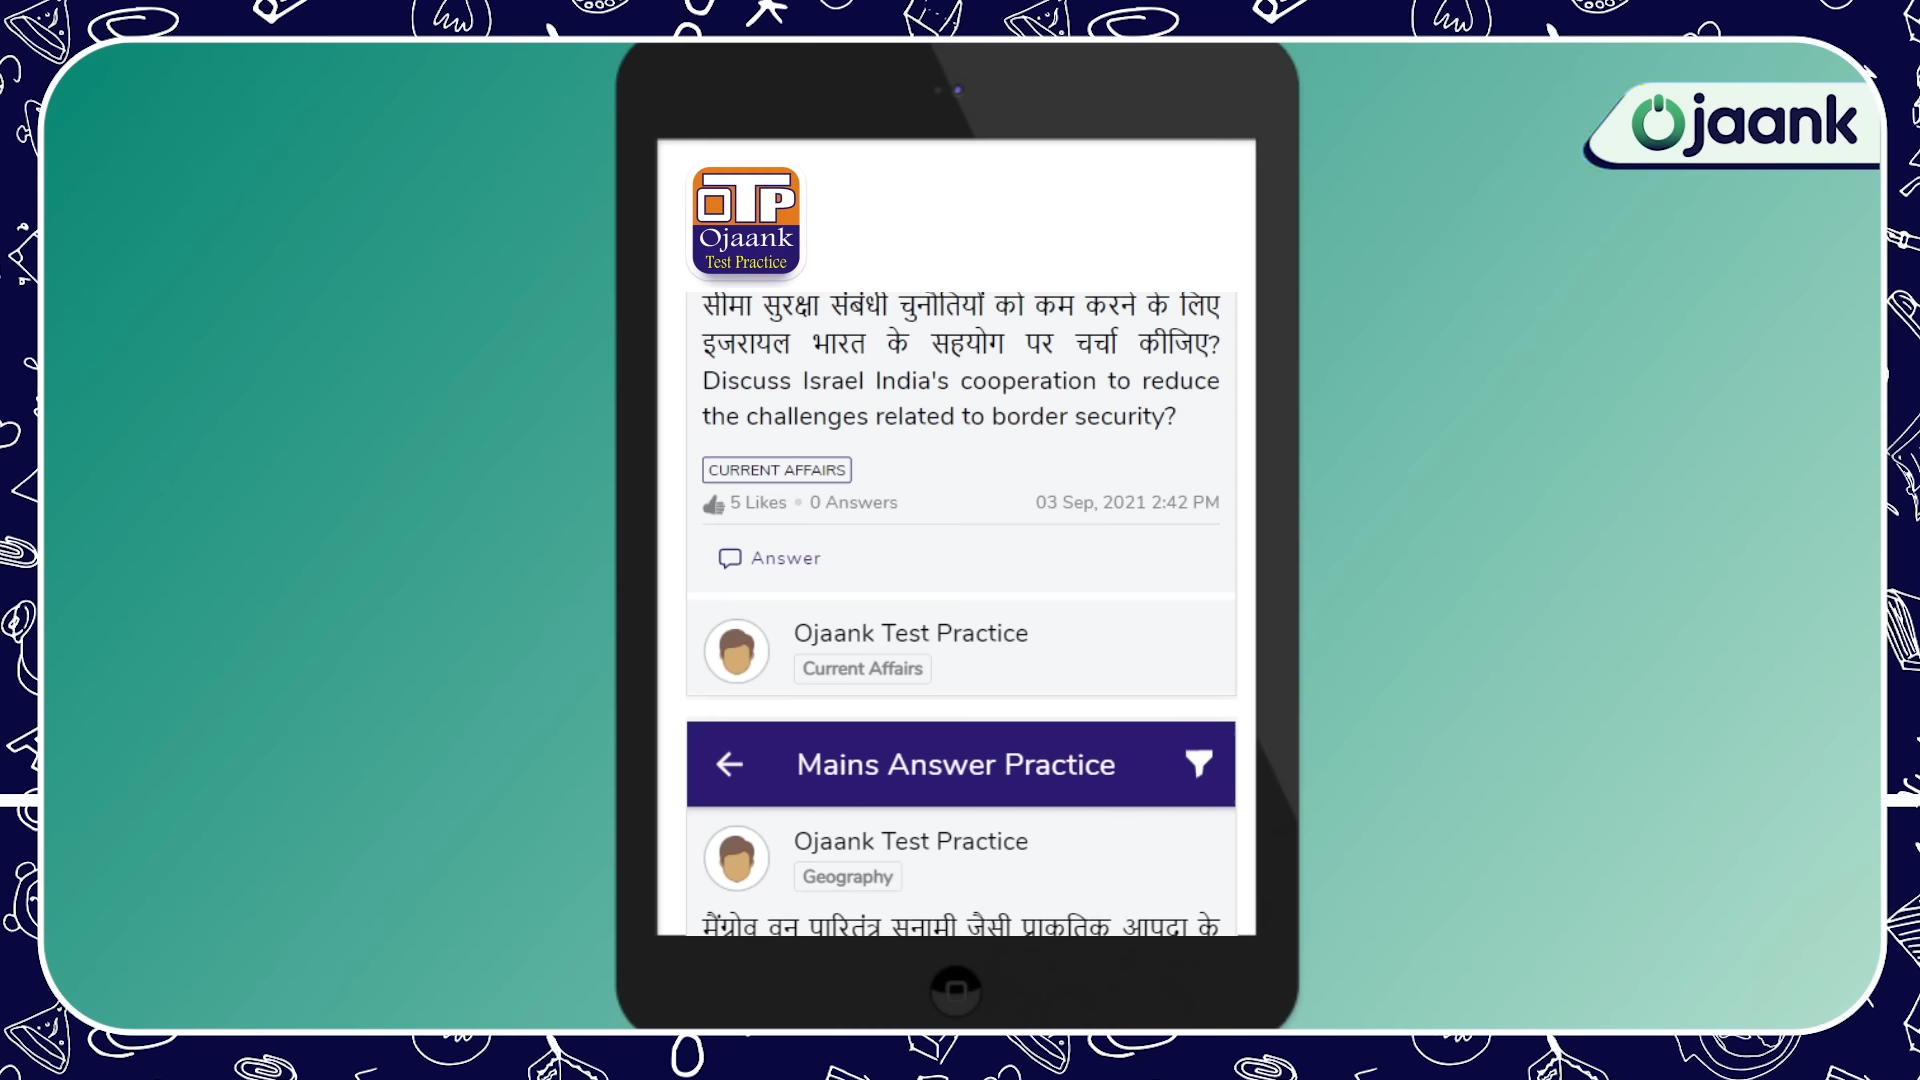 Ojaank
OTP
Ojaank
Test Practice
सीमा सुरक्षा संबंधी चुनौतियों को कम करने के लिए
इजरायल भारत के सहयोग पर चर्चा कीजिए?
Discuss Israel India's cooperation to reduce
the challenges related to border security?
CURRENT AFFAIRS
5 Likes • 0 Answers 03 Sep, 2021 2:42 PM
Answer
Ojaank Test Practice
Current Affairs
Mains Answer Practice
Ojaank Test Practice
Geography
मैंग्रोव वन पारितंत्र सुनामी जैसी प्राकृतिक आपदा के